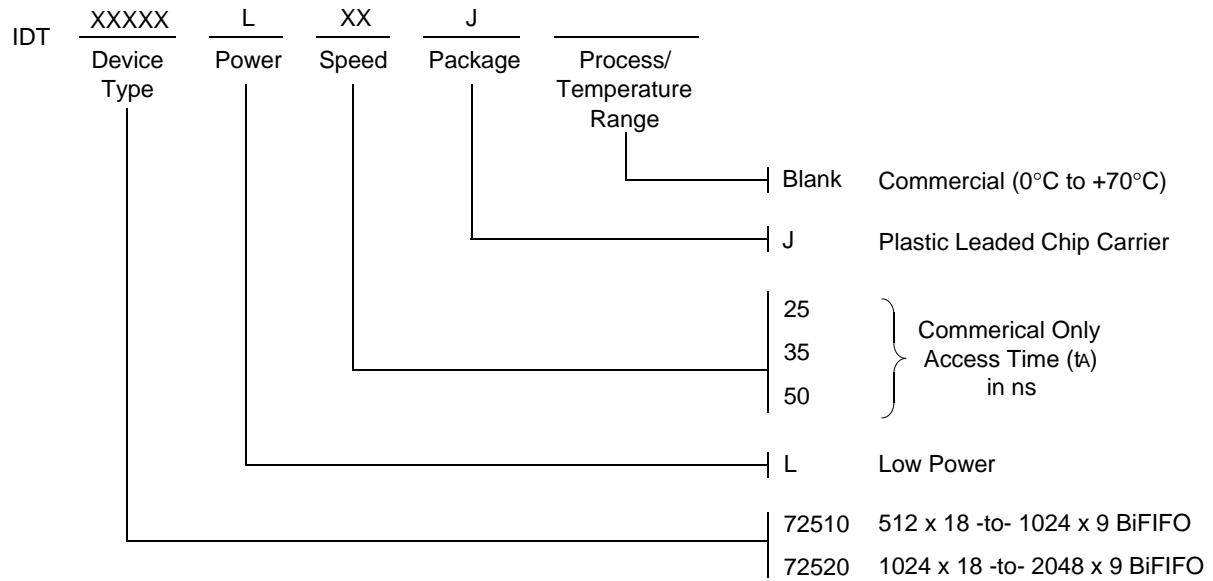 IDT XXXXX L XX J
Device Type
Power
Speed
Package
Process/
Temperature
Range
Blank Commercial (0°C to +70°C)
J Plastic Leaded Chip Carrier
25
35
50
Commerical Only
Access Time (tA)
in ns
L Low Power
72510 512 x 18 -to- 1024 x 9 BiFIFO
72520 1024 x 18 -to- 2048 x 9 BiFIFO